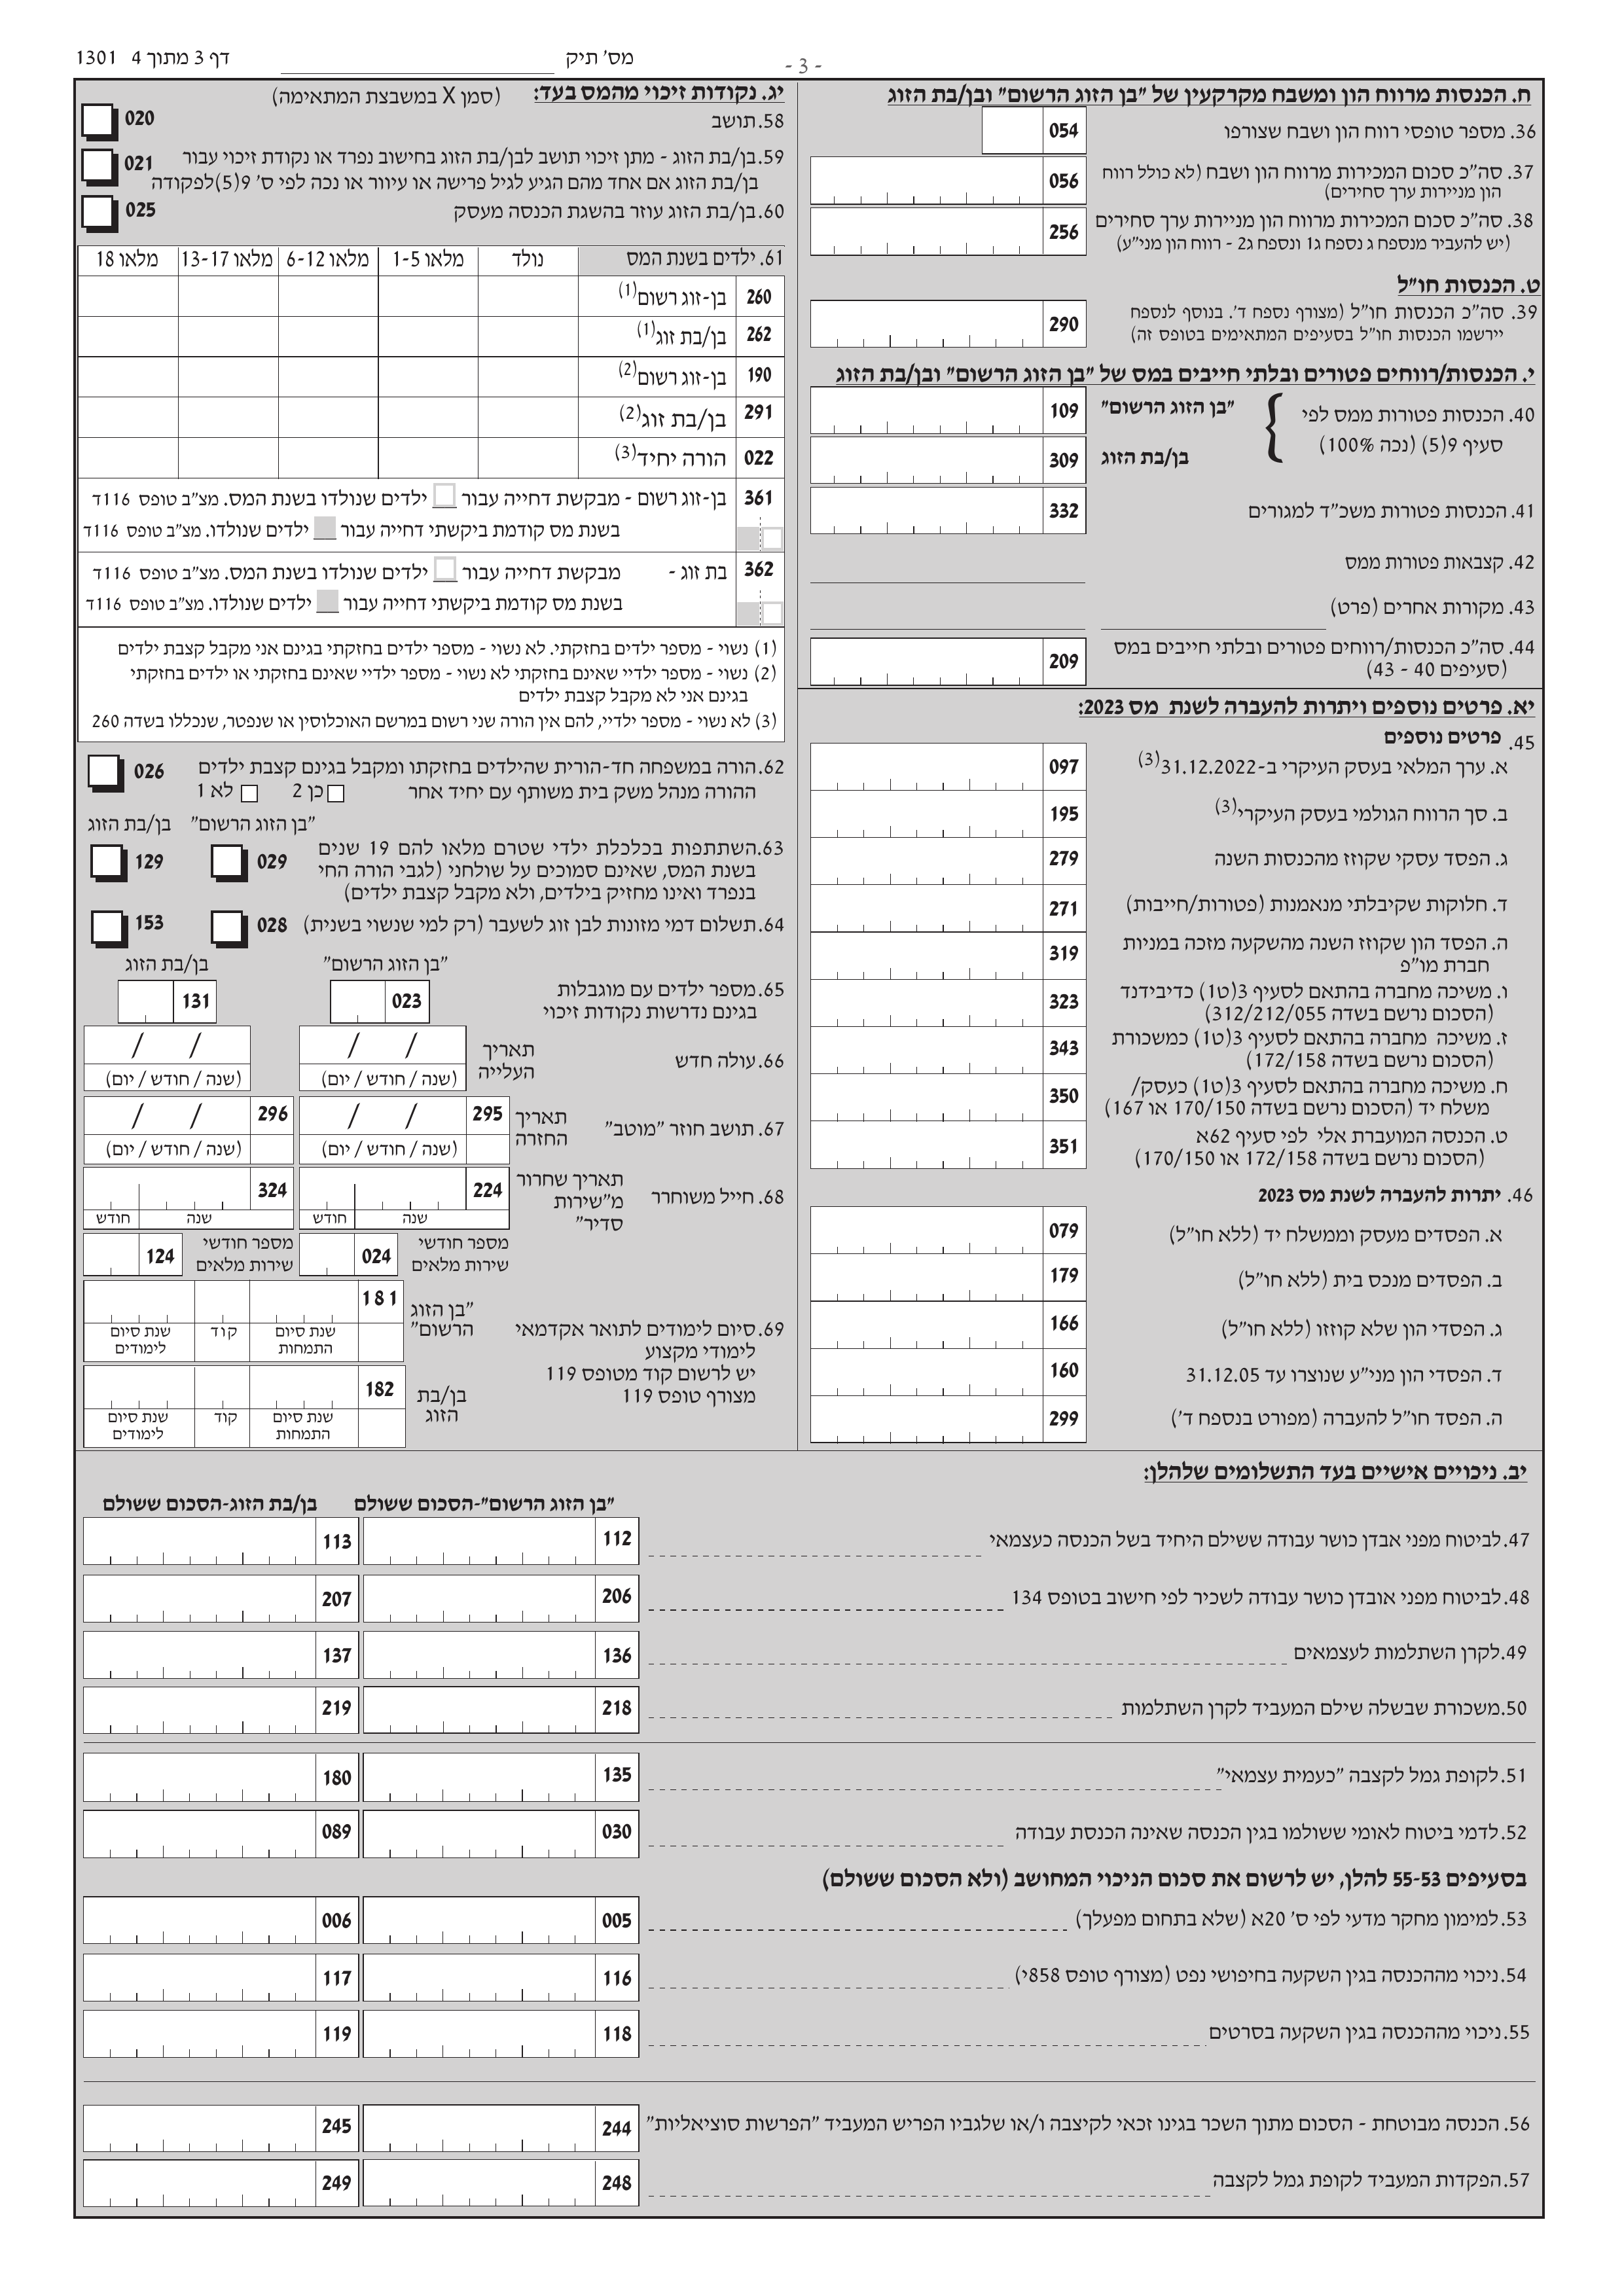 דף 3 מתוך 4 1301
מס' תיק
- 3 -
ח. הכנסות מרווח הון ומשבח מקרקעין של "בן הזוג הרשום" ובן/בת הזוג
36. מספר טופסי רווח הון ושבח שצורפו 054
37. סה"כ סכום המכירות מרווח הון ושבח (לא כולל רווח 056
הון מניירות ערך סחירים)
38. סה"כ סכום המכירות מרווח הון מניירות ערך סחירים 256
(יש להעביר מנספח ג נספח ג1 ונספח ג2 - רווח הון מני"ע)
ט. הכנסות חו"ל
39. סה"כ הכנסות חו"ל (מצורף נספח ד'. בנוסף לנספח 290
יירשמו הכנסות חו"ל בסעיפים המתאימים בטופס זה)
י. הכנסות/רווחים פטורים ובלתי חייבים במס של "בן הזוג הרשום" ובן/בת הזוג
40. הכנסות פטורות ממס לפי } "בן הזוג הרשום" 109
סעיף 9(5) (נכה 100%) בן/בת הזוג 309
41. הכנסות פטורות משכ"ד למגורים 332
42. קצבאות פטורות ממס
43. מקורות אחרים (פרט)
44. סה"כ הכנסות/רווחים פטורים ובלתי חייבים במס 209
(סעיפים 40 - 43)
יא. פרטים נוספים ויתרות להעברה לשנת מס 2023:
45. פרטים נוספים
א. ערך המלאי בעסק העיקרי ב-31.12.2022(3) 097
ב. סך הרווח הגולמי בעסק העיקרי(3) 195
ג. הפסד עסקי שקוזז מהכנסות השנה 279
ד. חלוקות שקיבלתי מנאמנות (פטורות/חייבות) 271
ה. הפסד הון שקוזז השנה מהשקעה מזכה במניות 319
חברת מו"פ
ו. משיכה מחברה בהתאם לסעיף 3(ט1) כדיבידנד 323
(הסכום נרשם בשדה 312/212/055)
ז. משיכה מחברה בהתאם לסעיף 3(ט1) כמשכורת 343
(הסכום נרשם בשדה 172/158)
ח. משיכה מחברה בהתאם לסעיף 3(ט1) כעסק/ 350
משלח יד (הסכום נרשם בשדה 170/150 או 167)
ט. הכנסה המועברת אלי לפי סעיף 62א 351
(הסכום נרשם בשדה 172/158 או 170/150)
46. יתרות להעברה לשנת מס 2023
א. הפסדים מעסק וממשלח יד (ללא חו"ל) 079
ב. הפסדים מנכס בית (ללא חו"ל) 179
ג. הפסדי הון שלא קוזזו (ללא חו"ל) 166
ד. הפסדי הון מני"ע שנוצרו עד 31.12.05 160
ה. הפסד חו"ל להעברה (מפורט בנספח ד') 299
יג. נקודות זיכוי מהמס בעד: (סמן X במשבצת המתאימה)
58. תושב 020
59. בן/בת הזוג - מתן זיכוי תושב לבן/בת הזוג בחישוב נפרד או נקודת זיכוי עבור 021
בן/בת הזוג אם אחד מהם הגיע לגיל פרישה או עיוור או נכה לפי ס' 9(5)לפקודה
60. בן/בת הזוג עוזר בהשגת הכנסה מעסק 025
61. ילדים בשנת המס נולד מלאו 1-5 מלאו 6-12 מלאו 13-17 מלאו 18
260 בן-זוג רשום(1)
262 בן/בת זוג(1)
190 בן-זוג רשום(2)
291 בן/בת זוג(2)
022 הורה יחיד(3)
361 בן-זוג רשום - מבקשת דחייה עבור ילדים שנולדו בשנת המס. מצ"ב טופס 116ד
בשנת מס קודמת ביקשתי דחייה עבור ילדים שנולדו. מצ"ב טופס 116ד
362 בת זוג - מבקשת דחייה עבור ילדים שנולדו בשנת המס. מצ"ב טופס 116ד
בשנת מס קודמת ביקשתי דחייה עבור ילדים שנולדו. מצ"ב טופס 116ד
(1) נשוי - מספר ילדים בחזקתי. לא נשוי - מספר ילדים בחזקתי בגינם אני מקבל קצבת ילדים
(2) נשוי - מספר ילדיי שאינם בחזקתי לא נשוי - מספר ילדיי שאינם בחזקתי או ילדים בחזקתי
בגינם אני לא מקבל קצבת ילדים
(3) לא נשוי - מספר ילדיי, להם אין הורה שני רשום במרשם האוכלוסין או שנפטר, שנכללו בשדה 260
62. הורה במשפחה חד-הורית שהילדים בחזקתו ומקבל בגינם קצבת ילדים 026
ההורה מנהל משק בית משותף עם יחיד אחר כן 2 לא 1
"בן הזוג הרשום" בן/בת הזוג
63. השתתפות בכלכלת ילדי שטרם מלאו להם 19 שנים 029 129
בשנת המס, שאינם סמוכים על שולחני (לגבי הורה החי
בנפרד ואינו מחזיק בילדים, ולא מקבל קצבת ילדים)
64. תשלום דמי מזונות לבן זוג לשעבר (רק למי שנשוי בשנית) 028 153
"בן הזוג הרשום" בן/בת הזוג
65. מספר ילדים עם מוגבלות 023 131
בגינם נדרשות נקודות זיכוי
66. עולה חדש תאריך העלייה / / / /
(שנה / חודש / יום) (שנה / חודש / יום)
67. תושב חוזר "מוטב" תאריך החזרה 295 / / 296 / /
(שנה / חודש / יום) (שנה / חודש / יום)
68. חייל משוחרר תאריך שחרור מ"שירות סדיר" 224 324
שנה חודש שנה חודש
מספר חודשי שירות מלאים 024 מספר חודשי שירות מלאים 124
69. סיום לימודים לתואר אקדמאי "בן הזוג הרשום" 181
לימודי מקצוע
יש לרשום קוד מטופס 119
מצורף טופס 119
שנת סיום התמחות קוד שנת סיום לימודים
בן/בת הזוג 182
שנת סיום התמחות קוד שנת סיום לימודים
יב. ניכויים אישיים בעד התשלומים שלהלן:
"בן הזוג הרשום"-הסכום ששולם בן/בת הזוג-הסכום ששולם
47. לביטוח מפני אבדן כושר עבודה ששילם היחיד בשל הכנסה כעצמאי 112 113
48. לביטוח מפני אובדן כושר עבודה לשכיר לפי חישוב בטופס 134 206 207
49. לקרן השתלמות לעצמאים 136 137
50. משכורת שבשלה שילם המעביד לקרן השתלמות 218 219
51. לקופת גמל לקצבה "כעמית עצמאי" 135 180
52. לדמי ביטוח לאומי ששולמו בגין הכנסה שאינה הכנסת עבודה 030 089
בסעיפים 55-53 להלן, יש לרשום את סכום הניכוי המחושב (ולא הסכום ששולם)
53. למימון מחקר מדעי לפי ס' 20א (שלא בתחום מפעלך) 005 006
54. ניכוי מההכנסה בגין השקעה בחיפושי נפט (מצורף טופס 858י) 116 117
55. ניכוי מההכנסה בגין השקעה בסרטים 118 119
56. הכנסה מבוטחת - הסכום מתוך השכר בגינו זכאי לקיצבה ו/או שלגביו הפריש המעביד "הפרשות סוציאליות" 244 245
57. הפקדות המעביד לקופת גמל לקצבה 248 249